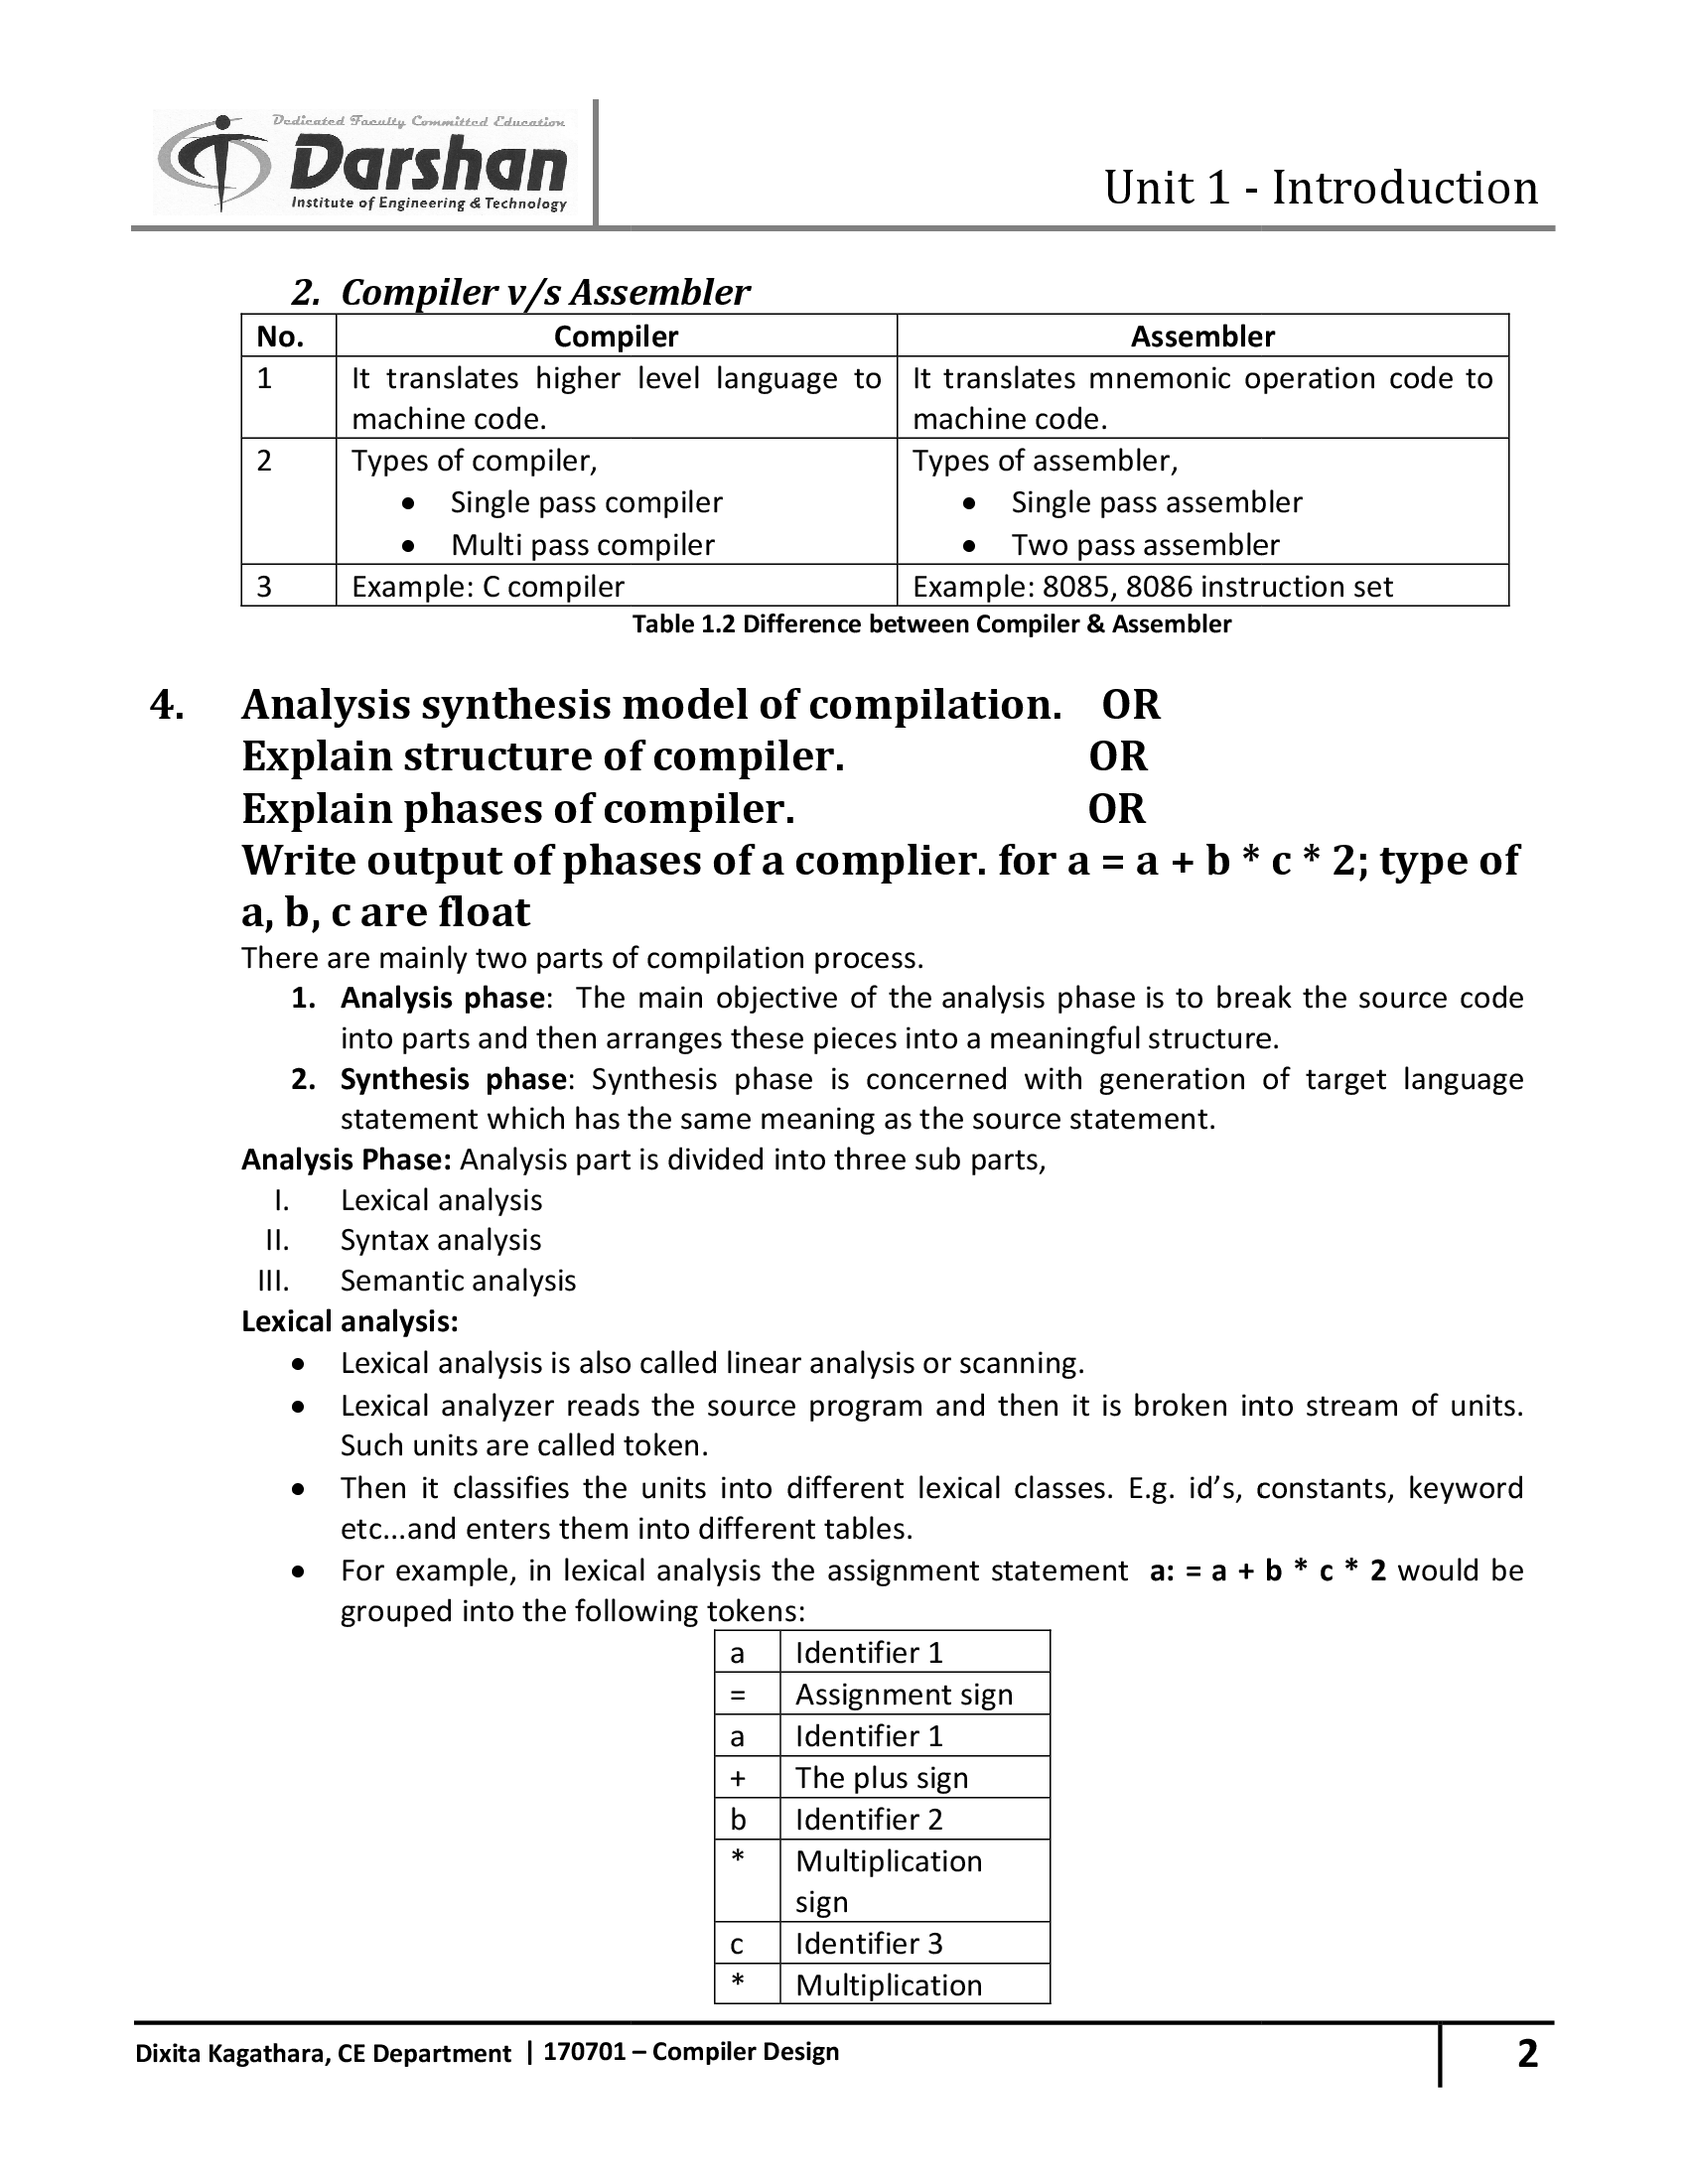 Dedicated Faculty Committed Education
Darshan
Institute of Engineering & Technology
Unit 1 - Introduction
2. Compiler v/s Assembler
No. Compiler Assembler
1 It translates higher level language to It translates mnemonic operation code to
machine code. machine code.
2 Types of compiler, Types of assembler,
• Single pass compiler • Single pass assembler
• Multi pass compiler • Two pass assembler
3 Example: C compiler Example: 8085, 8086 instruction set
Table 1.2 Difference between Compiler & Assembler
4. Analysis synthesis model of compilation. OR
Explain structure of compiler. OR
Explain phases of compiler. OR
Write output of phases of a complier. for a = a + b * c * 2; type of
a, b, c are float
There are mainly two parts of compilation process.
1. Analysis phase: The main objective of the analysis phase is to break the source code
into parts and then arranges these pieces into a meaningful structure.
2. Synthesis phase: Synthesis phase is concerned with generation of target language
statement which has the same meaning as the source statement.
Analysis Phase: Analysis part is divided into three sub parts,
I. Lexical analysis
II. Syntax analysis
III. Semantic analysis
Lexical analysis:
• Lexical analysis is also called linear analysis or scanning.
• Lexical analyzer reads the source program and then it is broken into stream of units.
Such units are called token.
• Then it classifies the units into different lexical classes. E.g. id’s, constants, keyword
etc...and enters them into different tables.
• For example, in lexical analysis the assignment statement a: = a + b * c * 2 would be
grouped into the following tokens:
a Identifier 1
= Assignment sign
a Identifier 1
+ The plus sign
b Identifier 2
* Multiplication
sign
c Identifier 3
* Multiplication
Dixita Kagathara, CE Department | 170701 – Compiler Design 2